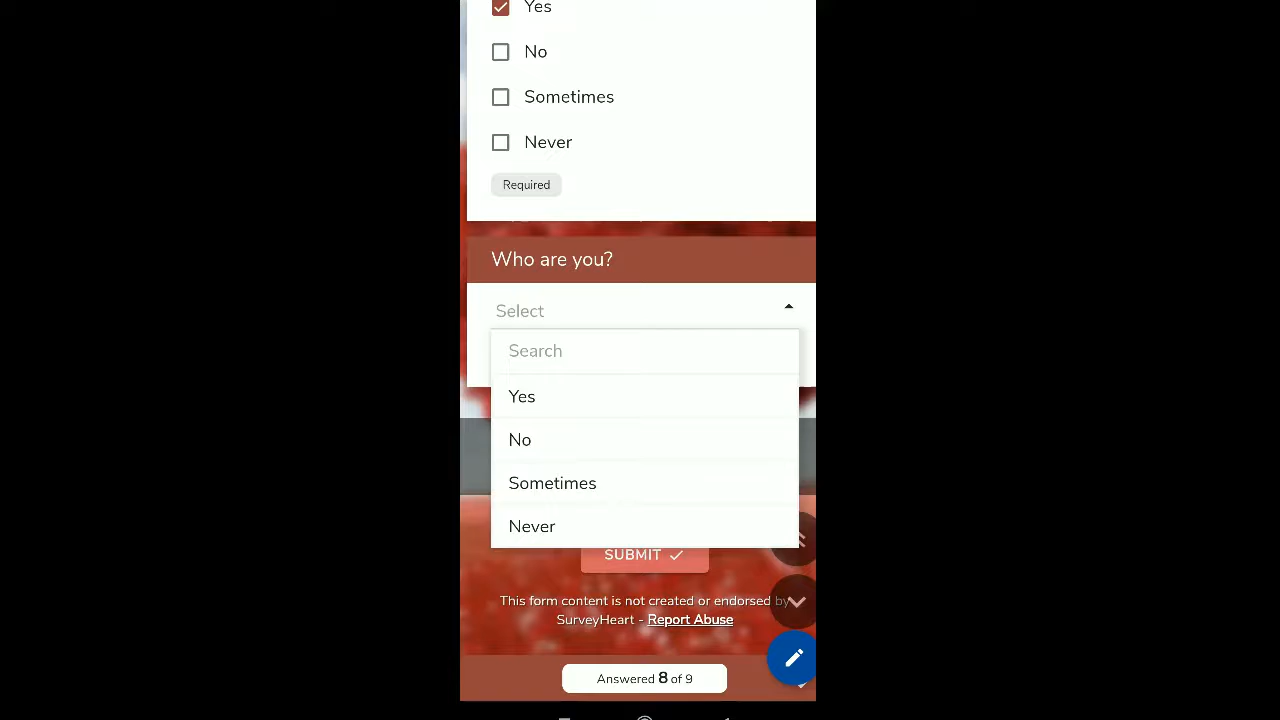 Yes
No
Sometimes
Never
Required
Who are you?
Select
Search
Yes
No
Sometimes
Never
SUBMIT
This form content is not created or endorsed by
SurveyHeart - Report Abuse
Answered 8 of 9